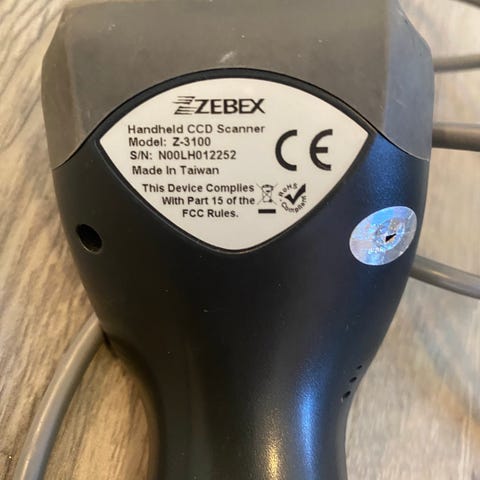 ZEBEX
Handheld CCD Scanner
Model: Z-3100
S/N: N00LH012252
Made In Taiwan
CE
This Device Complies
With Part 15 of the
FCC Rules.
RoHS
Compliant